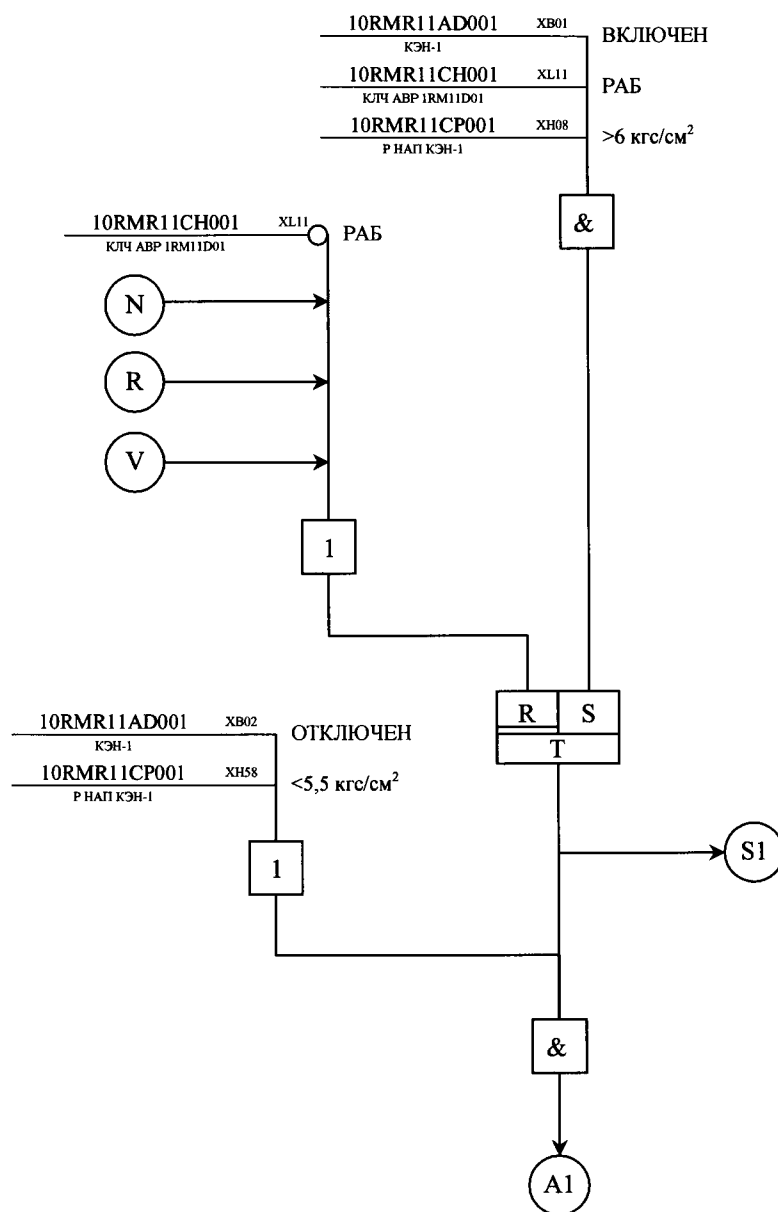 10RMR11AD001 XB01 ВКЛЮЧЕН
КЭН-1
10RMR11CH001 XL11 РАБ
КЛЧ АВР 1RM11D01
10RMR11CP001 XH08 >6 кгс/см²
Р НАП КЭН-1
&
10RMR11CH001 XL11 РАБ
КЛЧ АВР 1RM11D01
N
R
V
1
R S
T
10RMR11AD001 XB02 ОТКЛЮЧЕН
КЭН-1
10RMR11CP001 XH58 <5,5 кгс/см²
Р НАП КЭН-1
1
S1
&
A1